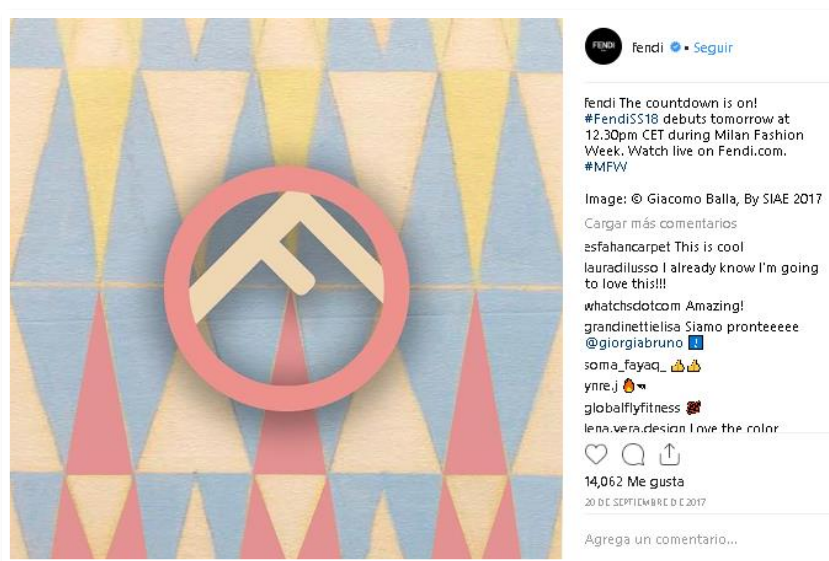 FENDI
fendi • Seguir
fendi The countdown is on!
#FendiSS18 debuts tomorrow at
12.30pm CET during Milan Fashion
Week. Watch live on Fendi.com.
#MFW
Image: © Giacomo Balla, By SIAE 2017
Cargar más comentarios
esfahancarpet This is cool
lauradilusso I already know I'm going
to love this!!!
whatchsdotcom Amazing!
grandinettielisa Siamo pronteeeee
@giorgiabruno
soma_fayaq_ 👍👍
ynre.j 🔥🔫
globalflyfitness
lena.vera.design Love the color
14,062 Me gusta
20 DE SEPTIEMBRE DE 2017
Agrega un comentario...